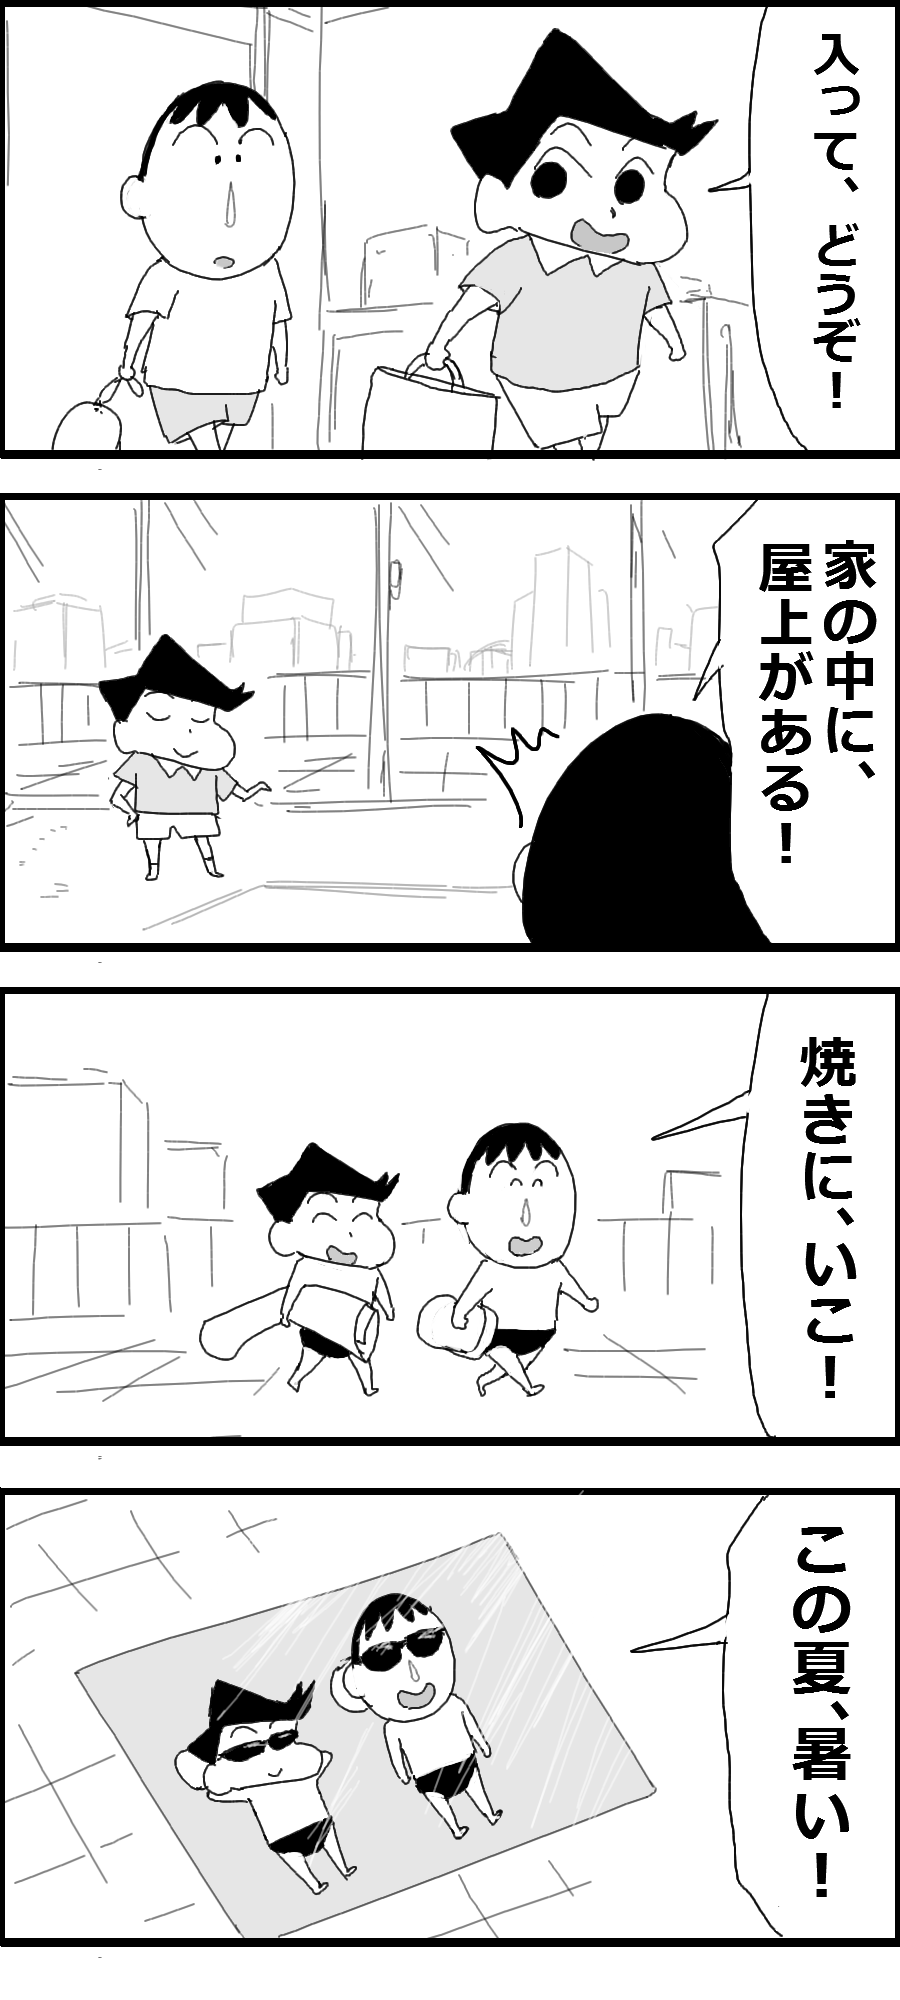 入って、どうぞ！
家の中に、
屋上がある！
焼きに、いこ！
この夏、暑い！